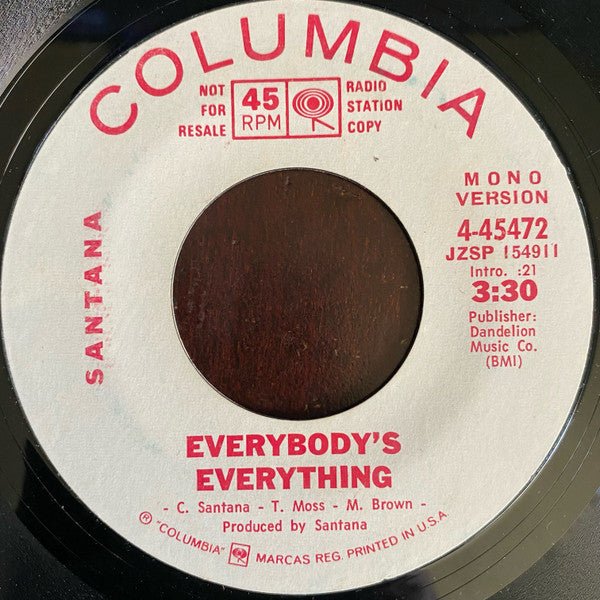 COLUMBIA
NOT
FOR
RESALE
45
RPM
RADIO
STATION
COPY
SANTANA
MONO
VERSION
4-45472
JZSP 154911
Intro. :21
3:30
Publisher:
Dandelion
Music Co.
(BMI)
EVERYBODY'S
EVERYTHING
- C. Santana - T. Moss - M. Brown -
Produced by Santana
Ⓡ "COLUMBIA" MARCAS REG. PRINTED IN U.S.A.